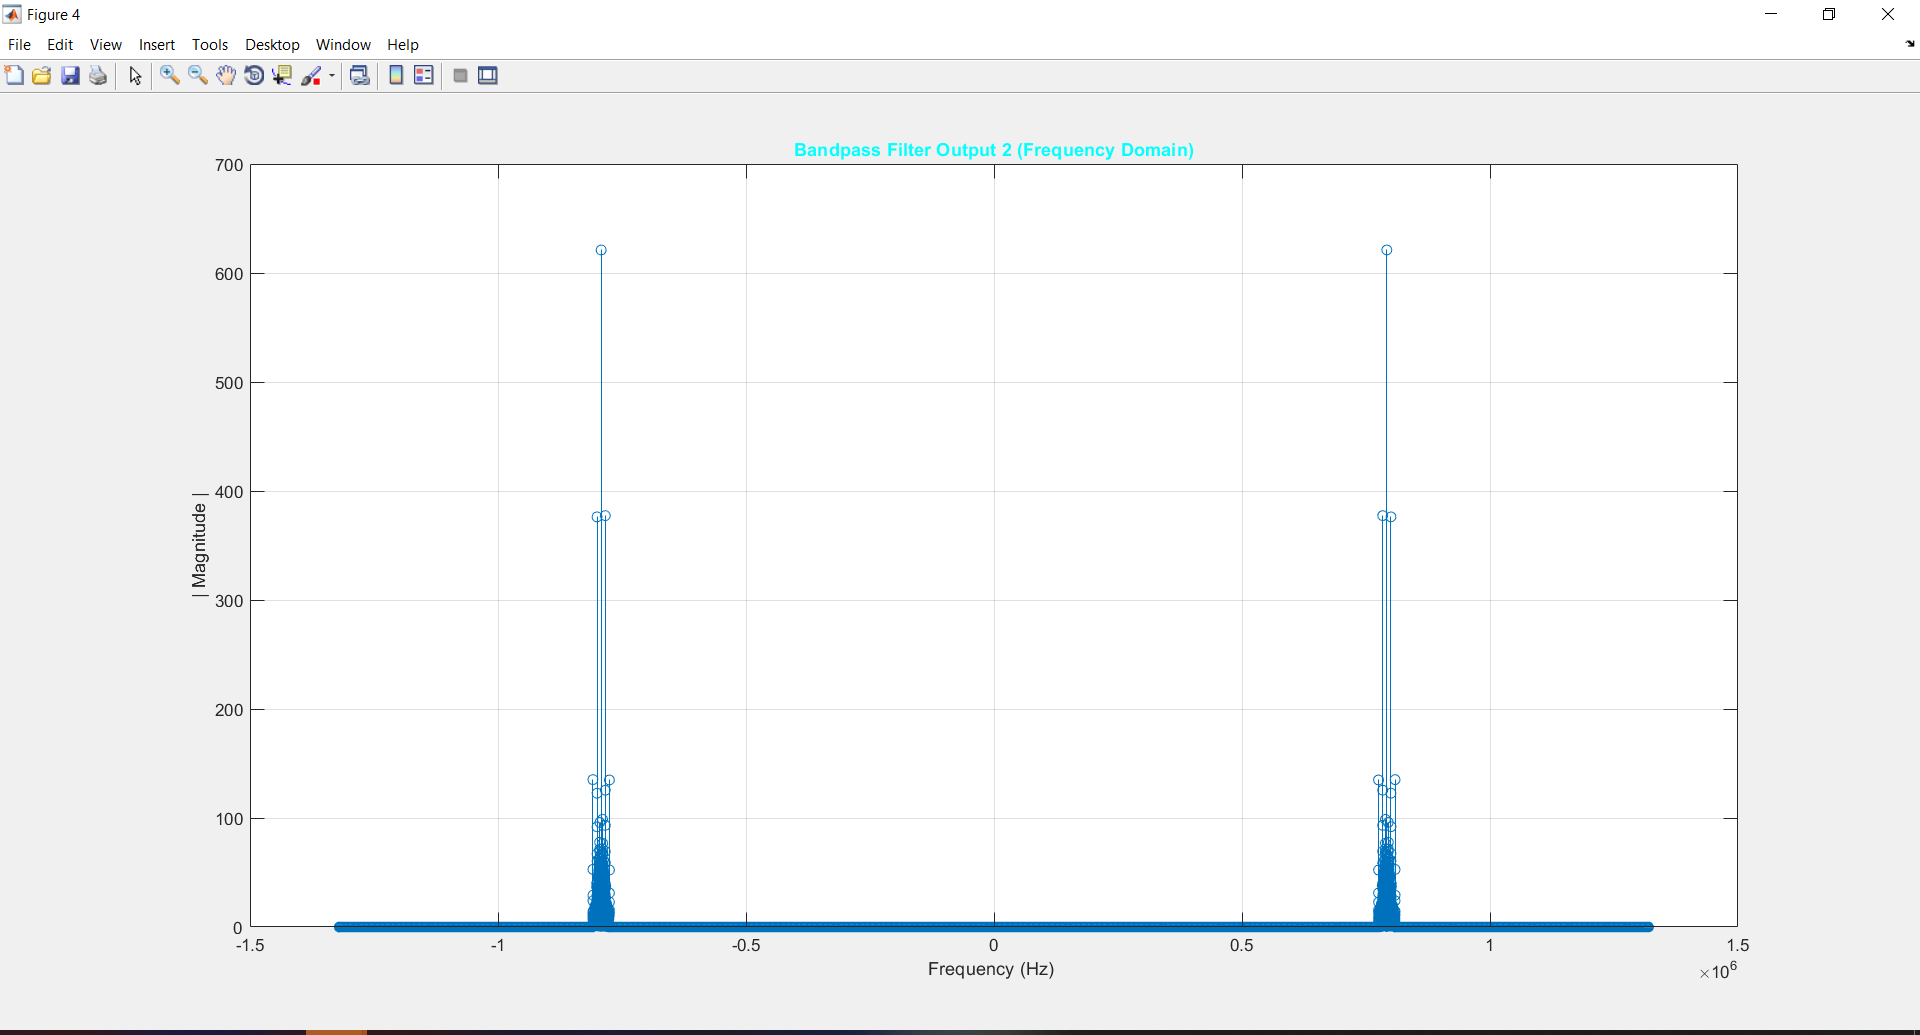 Figure 4
File Edit View Insert Tools Desktop Window Help
Bandpass Filter Output 2 (Frequency Domain)
700
600
500
400
300
200
100
0
| Magnitude |
-1.5 -1 -0.5 0 0.5 1 1.5
Frequency (Hz)
×10^6